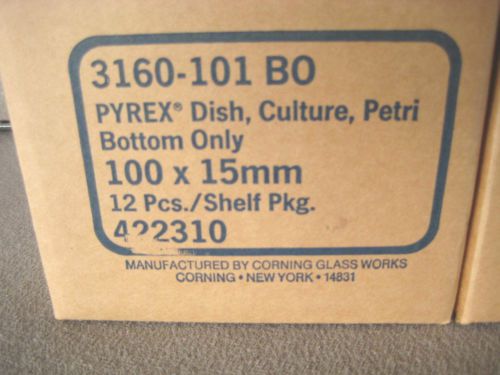 3160-101 BO
PYREX® Dish, Culture, Petri
Bottom Only
100 x 15mm
12 Pcs./Shelf Pkg.
422310
MANUFACTURED BY CORNING GLASS WORKS
CORNING • NEW YORK • 14831